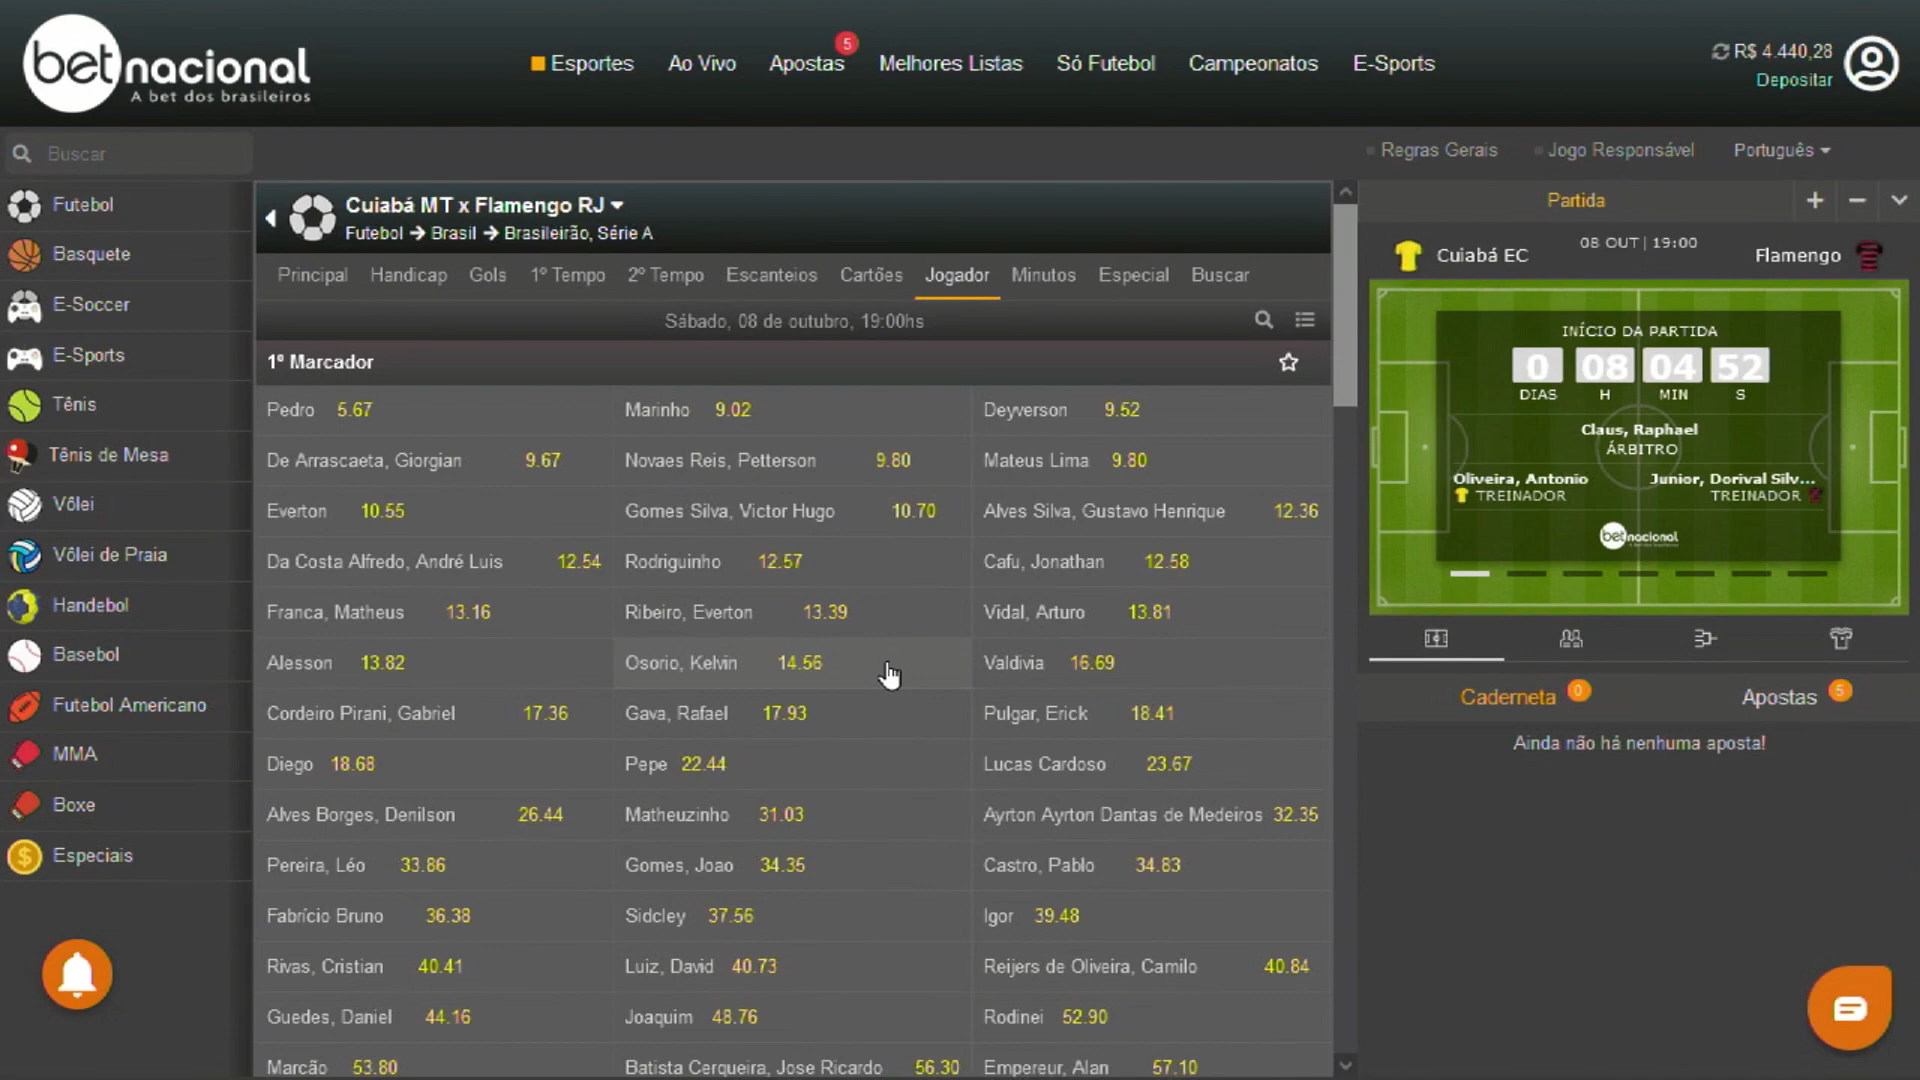 betnacional
A bet dos brasileiros
Esportes
Ao Vivo
Apostas
5
Melhores Listas
Só Futebol
Campeonatos
E-Sports
R$ 4.440,28
Depositar
Buscar
Regras Gerais
Jogo Responsável
Português
Futebol
Basquete
E-Soccer
E-Sports
Tênis
Tênis de Mesa
Vôlei
Vôlei de Praia
Handebol
Basebol
Futebol Americano
MMA
Boxe
Especiais
Cuiabá MT x Flamengo RJ
Futebol → Brasil → Brasileirão, Série A
Principal
Handicap
Gols
1º Tempo
2º Tempo
Escanteios
Cartões
Jogador
Minutos
Especial
Buscar
Sábado, 08 de outubro, 19:00hs
1º Marcador
Pedro 5.67
Marinho 9.02
Deyverson 9.52
De Arrascaeta, Giorgian 9.67
Novaes Reis, Petterson 9.80
Mateus Lima 9.80
Everton 10.55
Gomes Silva, Victor Hugo 10.70
Alves Silva, Gustavo Henrique 12.36
Da Costa Alfredo, André Luis 12.54
Rodriguinho 12.57
Cafu, Jonathan 12.58
Franca, Matheus 13.16
Ribeiro, Everton 13.39
Vidal, Arturo 13.81
Alesson 13.82
Osorio, Kelvin 14.56
Valdivia 16.69
Cordeiro Pirani, Gabriel 17.36
Gava, Rafael 17.93
Pulgar, Erick 18.41
Diego 18.68
Pepe 22.44
Lucas Cardoso 23.67
Alves Borges, Denilson 26.44
Matheuzinho 31.03
Ayrton Ayrton Dantas de Medeiros 32.35
Pereira, Léo 33.86
Gomes, Joao 34.35
Castro, Pablo 34.83
Fabrício Bruno 36.38
Sidcley 37.56
Igor 39.48
Rivas, Cristian 40.41
Luiz, David 40.73
Reijers de Oliveira, Camilo 40.84
Guedes, Daniel 44.16
Joaquim 48.76
Rodinei 52.90
Marcão 53.80
Batista Cerqueira, Jose Ricardo 56.30
Empereur, Alan 57.10
Partida
Cuiabá EC
08 OUT | 19:00
Flamengo
INÍCIO DA PARTIDA
0 08 04 52
DIAS H MIN S
Claus, Raphael
ÁRBITRO
Oliveira, Antonio
TREINADOR
Junior, Dorival Silv...
TREINADOR
betnacional
Caderneta 0
Apostas 5
Ainda não há nenhuma aposta!